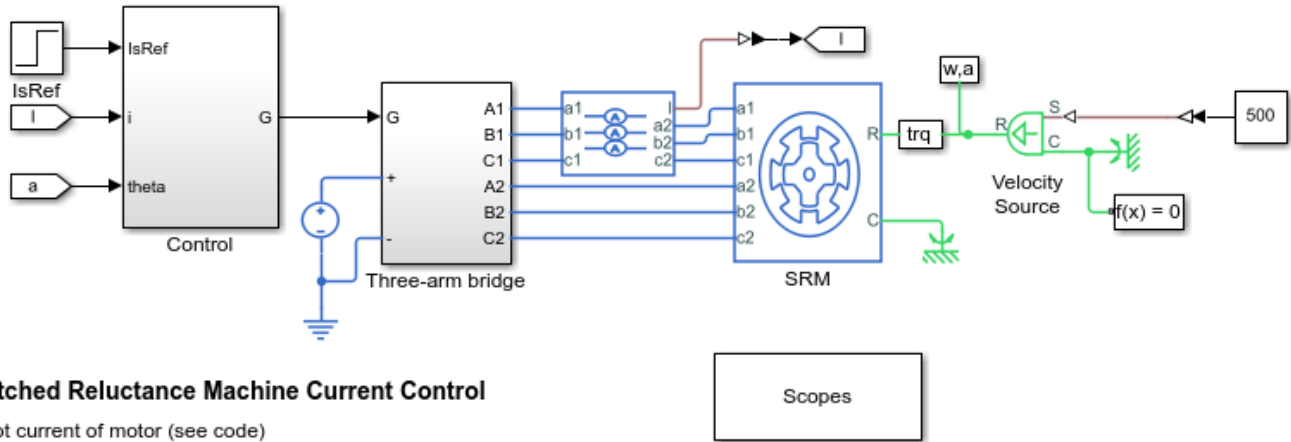 IsRef
I
a
IsRef
i
theta
G
Control
G
+
-
A1
B1
C1
A2
B2
C2
Three-arm bridge
+
-
a1
b1
c1
A
A
A
I
a2
b2
c2
I
a1
b1
c1
a2
b2
c2
R
C
SRM
trq
w,a
R
S
C
Velocity
Source
500
f(x) = 0
tched Reluctance Machine Current Control
ot current of motor (see code)
Scopes